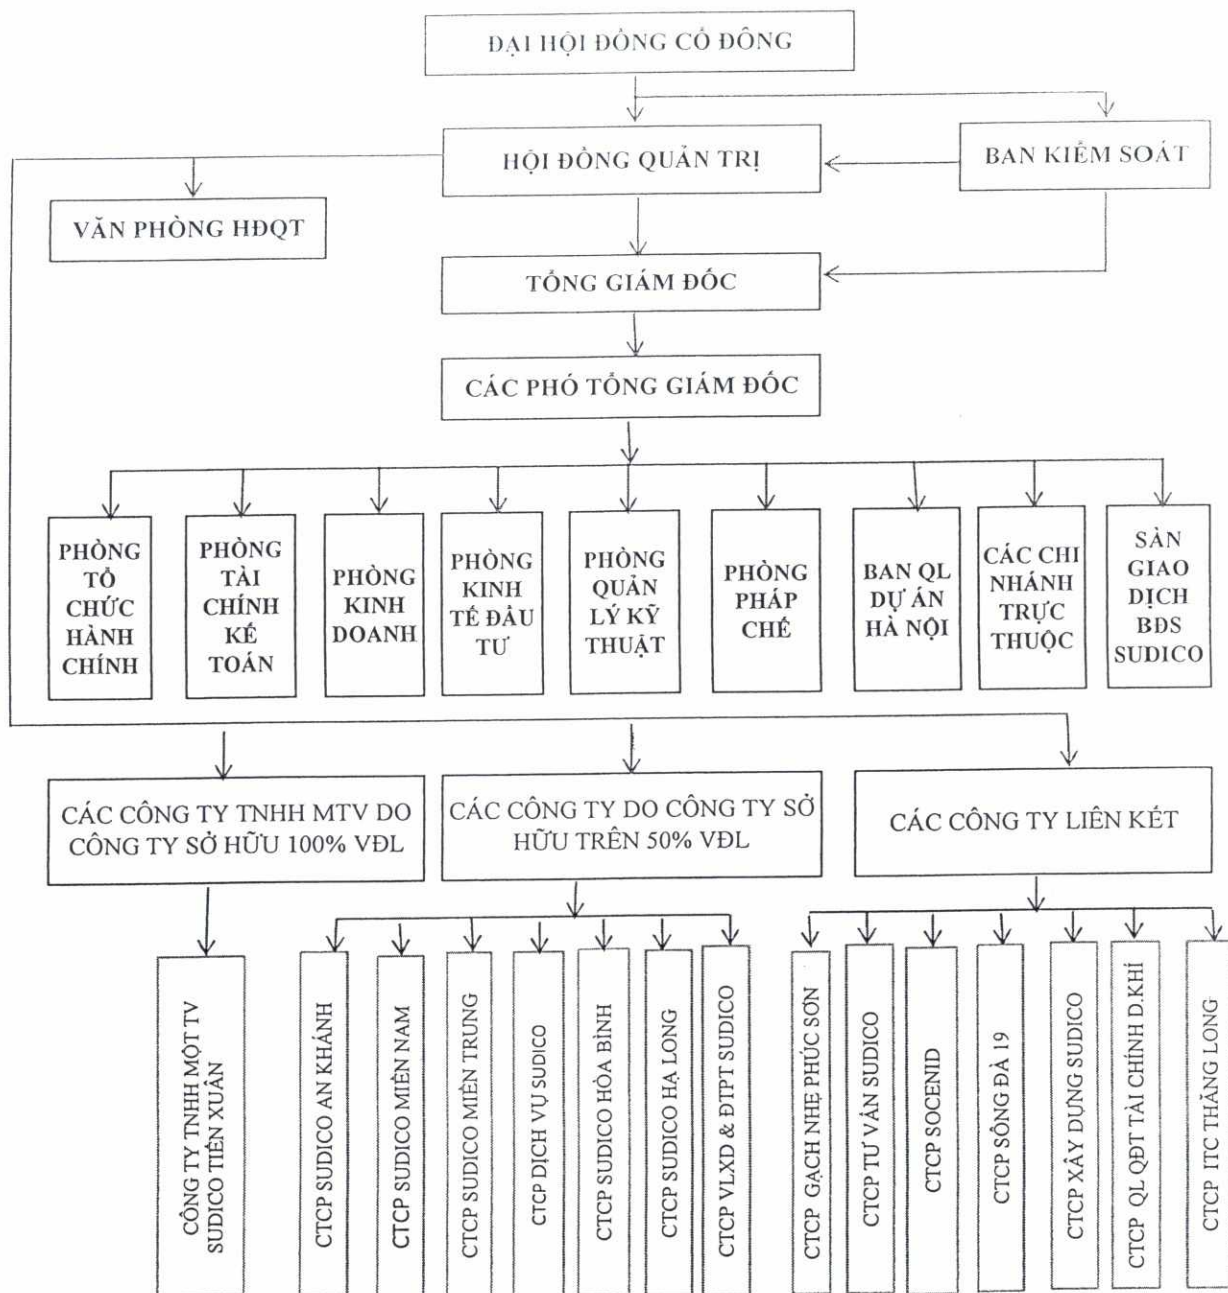 ĐẠI HỘI ĐỒNG CỔ ĐÔNG
HỘI ĐỒNG QUẢN TRỊ
BAN KIỂM SOÁT
VĂN PHÒNG HĐQT
TỔNG GIÁM ĐỐC
CÁC PHÓ TỔNG GIÁM ĐỐC
PHÒNG
TỔ
CHỨC
HÀNH
CHÍNH
PHÒNG
TÀI
CHÍNH
KẾ
TOÁN
PHÒNG
KINH
DOANH
PHÒNG
KINH
TẾ ĐẦU
TƯ
PHÒNG
QUẢN
LÝ KỸ
THUẬT
PHÒNG
PHÁP
CHẾ
BAN QL
DỰ ÁN
HÀ NỘI
CÁC CHI
NHÁNH
TRỰC
THUỘC
SÀN
GIAO
DỊCH
BĐS
SUDICO
CÁC CÔNG TY TNHH MTV DO
CÔNG TY SỞ HỮU 100% VĐL
CÁC CÔNG TY DO CÔNG TY SỞ
HỮU TRÊN 50% VĐL
CÁC CÔNG TY LIÊN KẾT
CÔNG TY TNHH MỘT TV
SUDICO TIẾN XUÂN
CTCP SUDICO AN KHÁNH
CTCP SUDICO MIỀN NAM
CTCP SUDICO MIỀN TRUNG
CTCP DỊCH VỤ SUDICO
CTCP SUDICO HÒA BÌNH
CTCP SUDICO HẠ LONG
CTCP VLXD & ĐTPT SUDICO
CTCP GẠCH NHẸ PHÚC SƠN
CTCP TƯ VẤN SUDICO
CTCP SOCENID
CTCP SÔNG ĐÀ 19
CTCP XÂY DỰNG SUDICO
CTCP QL QĐT TÀI CHÍNH D.KHÍ
CTCP ITC THĂNG LONG